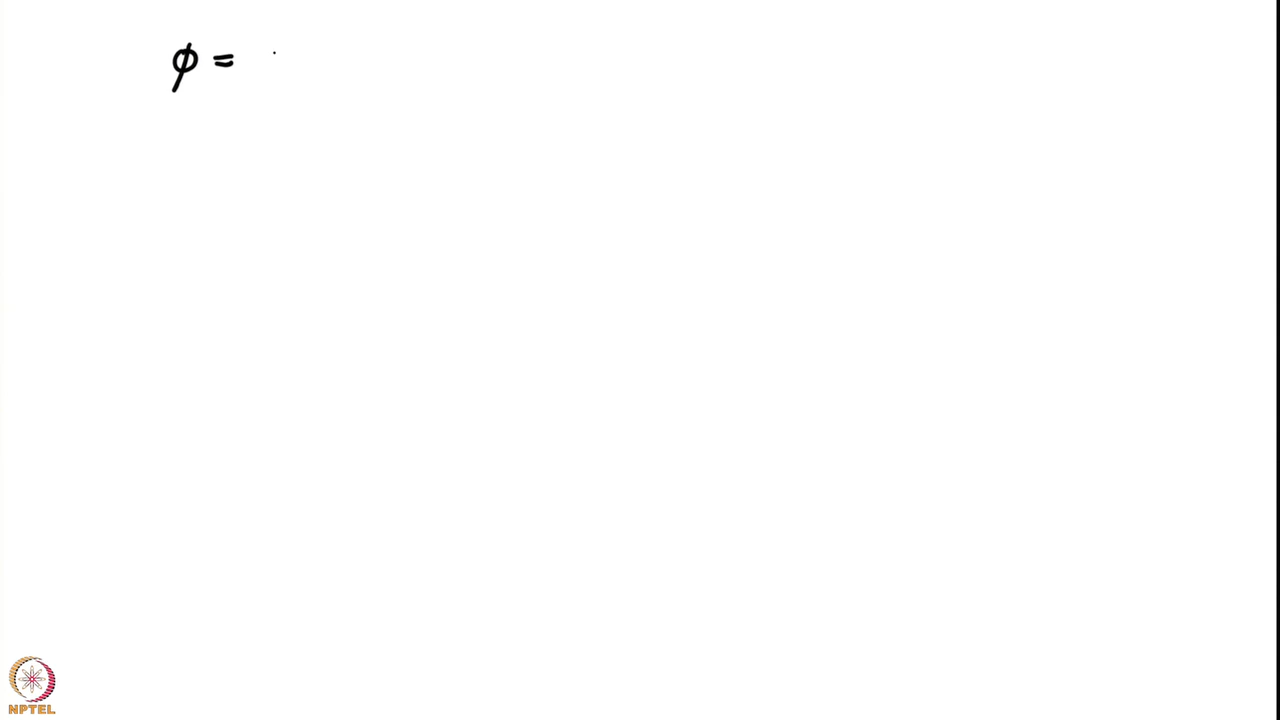 ϕ =
NPTEL